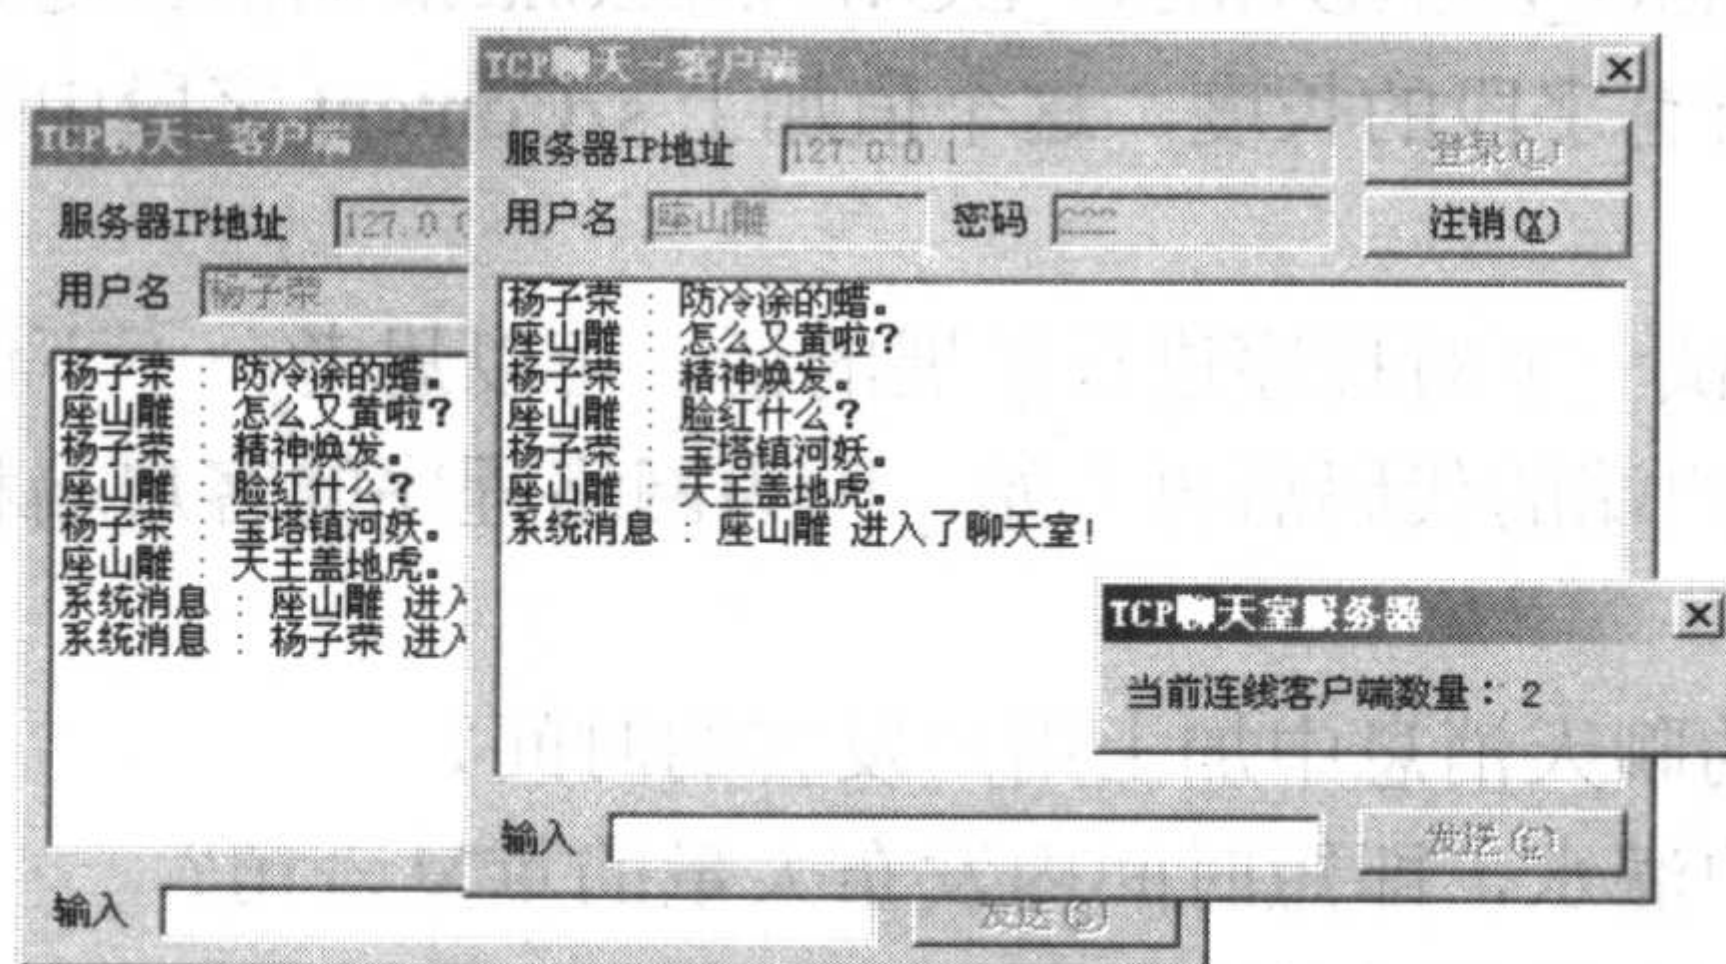 TCP聊天－客户端
服务器IP地址 127.0.0
用户名 杨子荣
杨子荣 : 防冷涂的蜡。
座山雕 : 怎么又黄啦?
杨子荣 : 精神焕发。
座山雕 : 脸红什么?
杨子荣 : 宝塔镇河妖。
座山雕 : 天王盖地虎。
系统消息 : 座山雕 进入
系统消息 : 杨子荣 进入
输入
发送(S)
TCP聊天－客户端
服务器IP地址 127.0.0.1 登录(L)
用户名 座山雕 密码 注销(X)
杨子荣 : 防冷涂的蜡。
座山雕 : 怎么又黄啦?
杨子荣 : 精神焕发。
座山雕 : 脸红什么?
杨子荣 : 宝塔镇河妖。
座山雕 : 天王盖地虎。
系统消息 : 座山雕 进入了聊天室!
输入 发送
TCP聊天室服务器
当前连线客户端数量：2